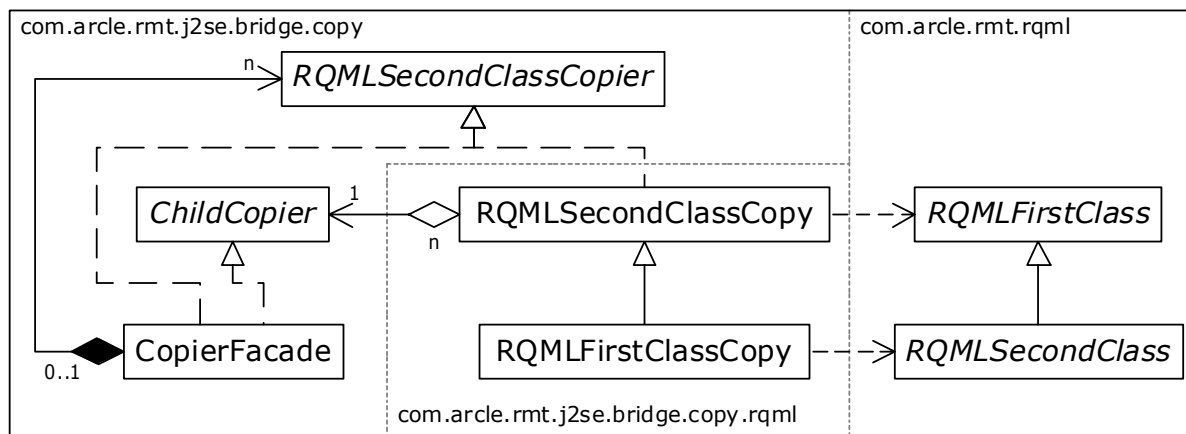 com.arcle.rmt.j2se.bridge.copy
com.arcle.rmt.rqml
n
RQMLSecondClassCopier
ChildCopier
1
n
RQMLSecondClassCopy
RQMLFirstClass
CopierFacade
0..1
RQMLFirstClassCopy
RQMLSecondClass
com.arcle.rmt.j2se.bridge.copy.rqml